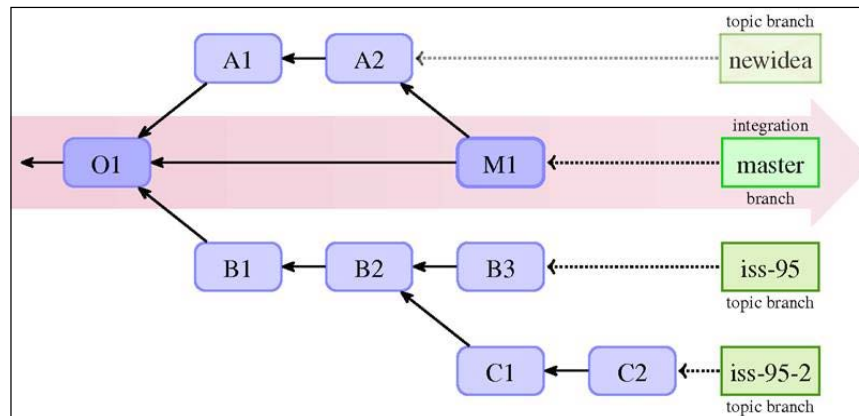 topic branch
A1 A2 newidea
integration
O1 M1 master
branch
B1 B2 B3 iss-95
topic branch
C1 C2 iss-95-2
topic branch